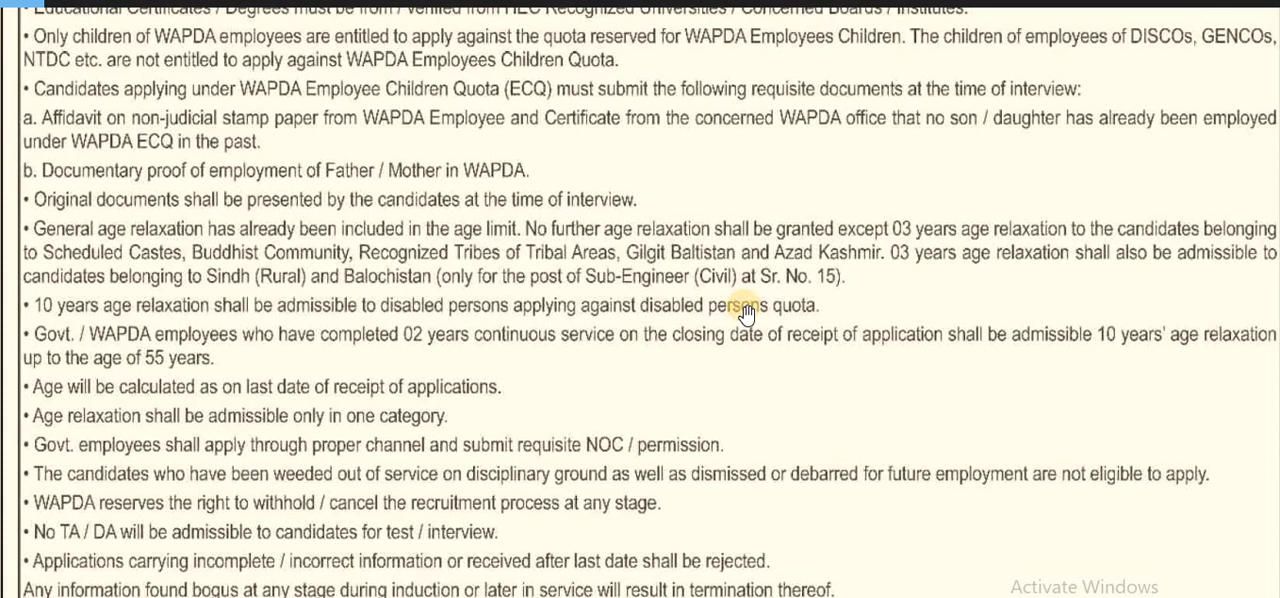 • Educational Certificates / Degrees must be from / verified from HEC Recognized Universities / Concerned Boards / Institutes.
• Only children of WAPDA employees are entitled to apply against the quota reserved for WAPDA Employees Children. The children of employees of DISCOs, GENCOs,
NTDC etc. are not entitled to apply against WAPDA Employees Children Quota.
• Candidates applying under WAPDA Employee Children Quota (ECQ) must submit the following requisite documents at the time of interview:
a. Affidavit on non-judicial stamp paper from WAPDA Employee and Certificate from the concerned WAPDA office that no son / daughter has already been employed
under WAPDA ECQ in the past.
b. Documentary proof of employment of Father / Mother in WAPDA.
• Original documents shall be presented by the candidates at the time of interview.
• General age relaxation has already been included in the age limit. No further age relaxation shall be granted except 03 years age relaxation to the candidates belonging
to Scheduled Castes, Buddhist Community, Recognized Tribes of Tribal Areas, Gilgit Baltistan and Azad Kashmir. 03 years age relaxation shall also be admissible to
candidates belonging to Sindh (Rural) and Balochistan (only for the post of Sub-Engineer (Civil) at Sr. No. 15).
• 10 years age relaxation shall be admissible to disabled persons applying against disabled persons quota.
• Govt. / WAPDA employees who have completed 02 years continuous service on the closing date of receipt of application shall be admissible 10 years' age relaxation
up to the age of 55 years.
• Age will be calculated as on last date of receipt of applications.
• Age relaxation shall be admissible only in one category.
• Govt. employees shall apply through proper channel and submit requisite NOC / permission.
• The candidates who have been weeded out of service on disciplinary ground as well as dismissed or debarred for future employment are not eligible to apply.
• WAPDA reserves the right to withhold / cancel the recruitment process at any stage.
• No TA / DA will be admissible to candidates for test / interview.
• Applications carrying incomplete / incorrect information or received after last date shall be rejected.
Any information found bogus at any stage during induction or later in service will result in termination thereof.
Activate Windows